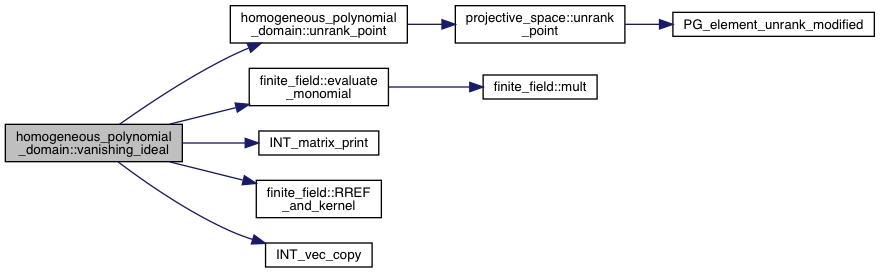 homogeneous_polynomial
_domain::unrank_point
projective_space::unrank
_point
PG_element_unrank_modified
finite_field::evaluate
_monomial
finite_field::mult
homogeneous_polynomial
_domain::vanishing_ideal
INT_matrix_print
finite_field::RREF
_and_kernel
INT_vec_copy